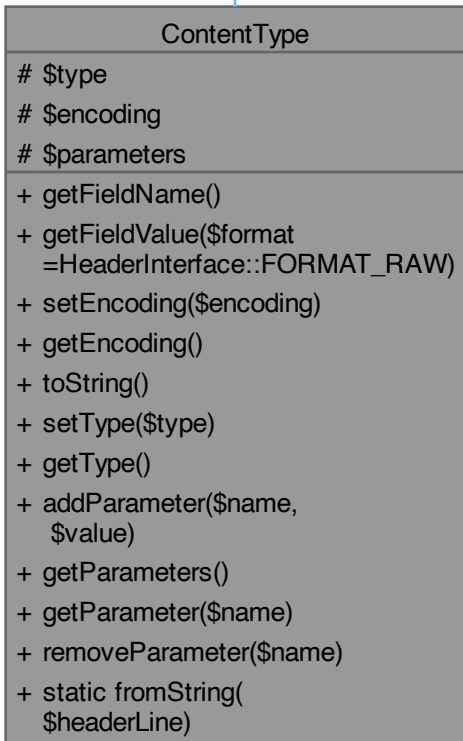 ContentType
# $type
# $encoding
# $parameters
+ getFieldName()
+ getFieldValue($format
=HeaderInterface::FORMAT_RAW)
+ setEncoding($encoding)
+ getEncoding()
+ toString()
+ setType($type)
+ getType()
+ addParameter($name,
$value)
+ getParameters()
+ getParameter($name)
+ removeParameter($name)
+ static fromString(
$headerLine)